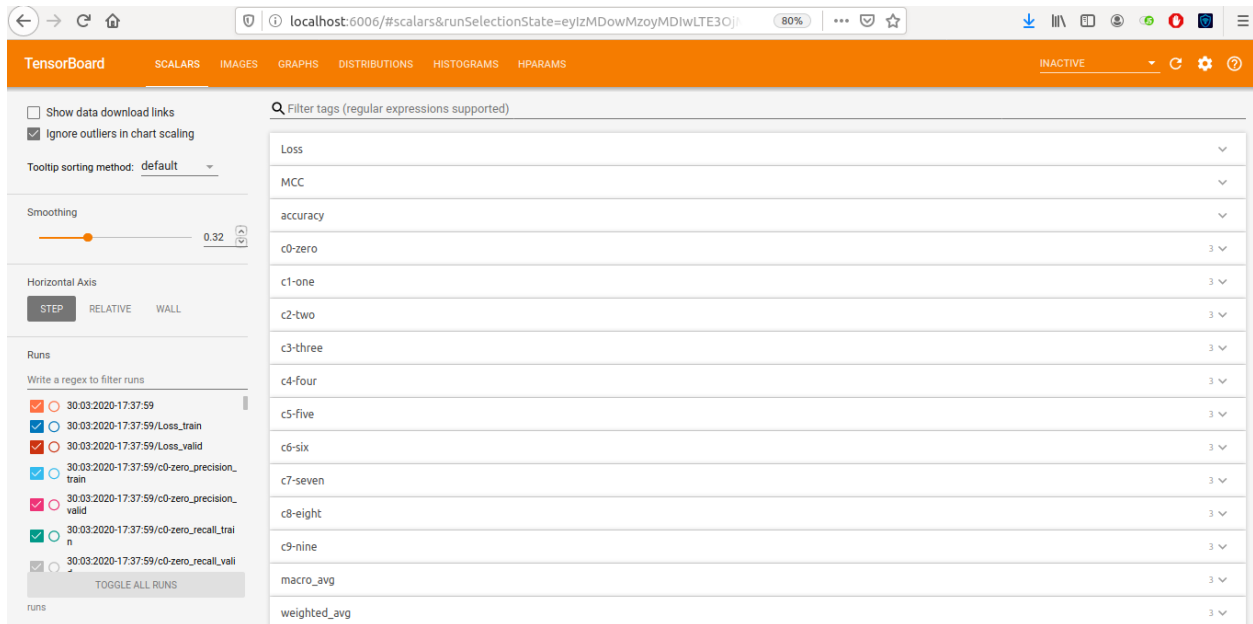 localhost:6006/#scalars&runSelectionState=eyIzMDowMzoyMDIwLTE3Oj
80%
TensorBoard
SCALARS
IMAGES
GRAPHS
DISTRIBUTIONS
HISTOGRAMS
HPARAMS
INACTIVE
Show data download links
Ignore outliers in chart scaling
Tooltip sorting method: default
Smoothing
0.32
Horizontal Axis
STEP
RELATIVE
WALL
Runs
Write a regex to filter runs
30:03:2020-17:37:59
30:03:2020-17:37:59/Loss_train
30:03:2020-17:37:59/Loss_valid
30:03:2020-17:37:59/c0-zero_precision_
train
30:03:2020-17:37:59/c0-zero_precision_
valid
30:03:2020-17:37:59/c0-zero_recall_trai
n
30:03:2020-17:37:59/c0-zero_recall_vali
TOGGLE ALL RUNS
runs
Filter tags (regular expressions supported)
Loss
MCC
accuracy
c0-zero 3
c1-one 3
c2-two 3
c3-three 3
c4-four 3
c5-five 3
c6-six 3
c7-seven 3
c8-eight 3
c9-nine 3
macro_avg 3
weighted_avg 3